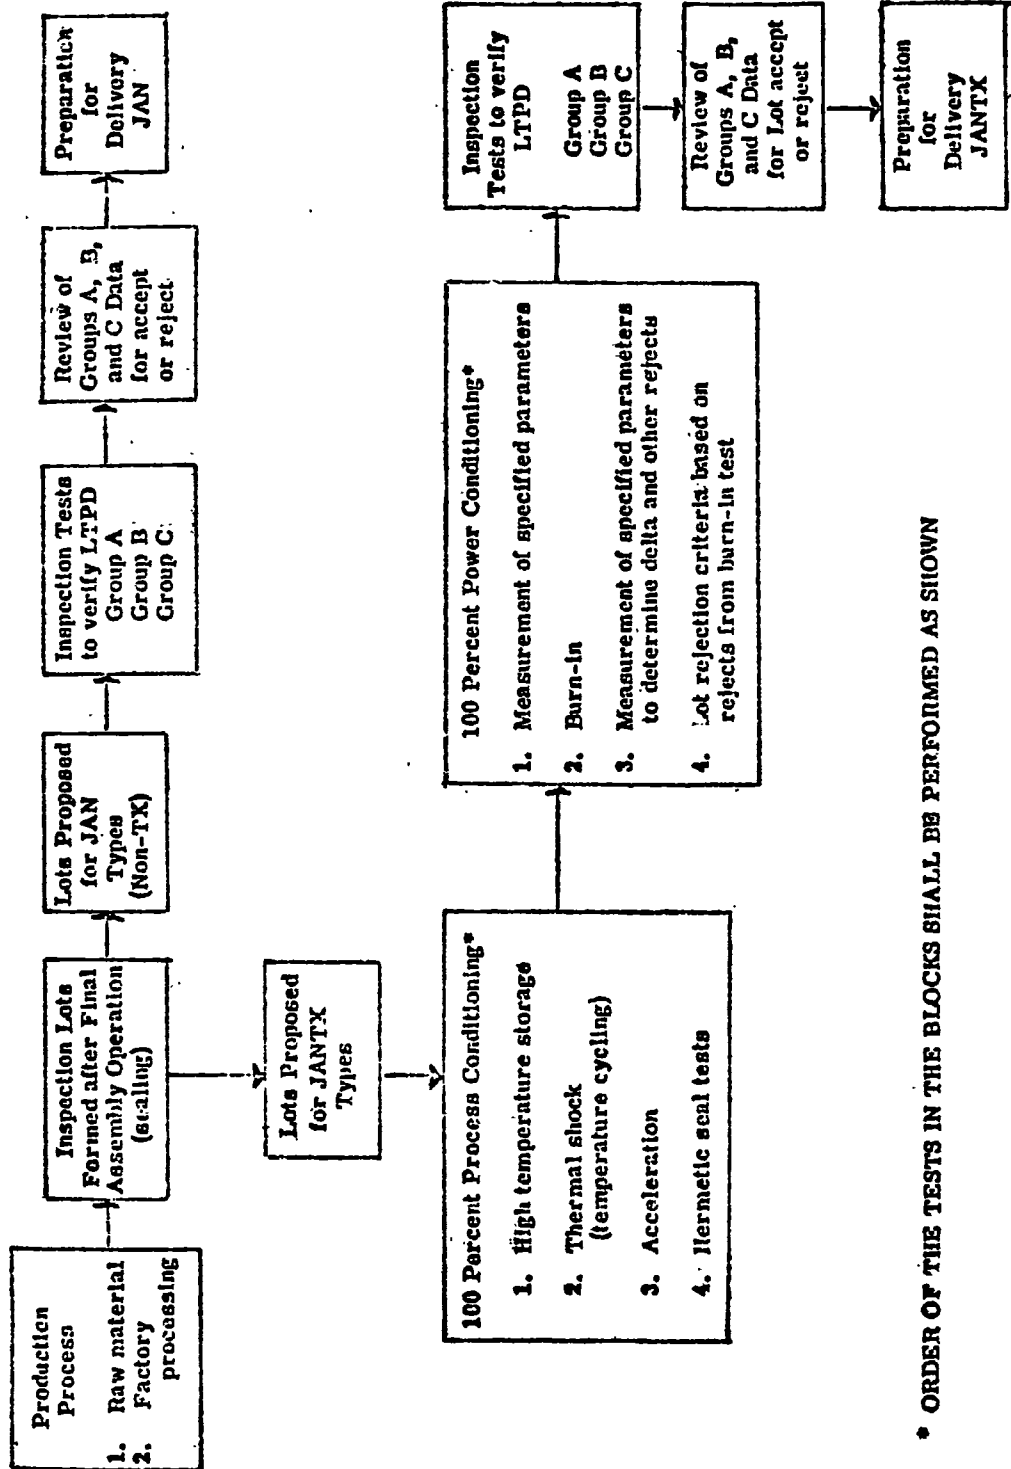 Production
Process
1. Raw material
2. Factory
processing
Inspection Lots
Formed after Final
Assembly Operation
(sealing)
Lots Proposed
for JAN
Types
(Non-TX)
Inspection Tests
to verify LTPD
Group A
Group B
Group C
Review of
Groups A, B,
and C Data
for accept
or reject
Preparation
for
Delivery
JAN
Lots Proposed
for JANTX
Types
100 Percent Process Conditioning*
1. High temperature storage
2. Thermal shock
(temperature cycling)
3. Acceleration
4. Hermetic seal tests
100 Percent Power Conditioning*
1. Measurement of specified parameters
2. Burn-in
3. Measurement of specified parameters
to determine delta and other rejects
4. Lot rejection criteria based on
rejects from burn-in test
Inspection
Tests to verify
LTPD
Group A
Group B
Group C
Review of
Groups A, B,
and C Data
for Lot accept
or reject
Preparation
for
Delivery
JANTX
* ORDER OF THE TESTS IN THE BLOCKS SHALL BE PERFORMED AS SHOWN